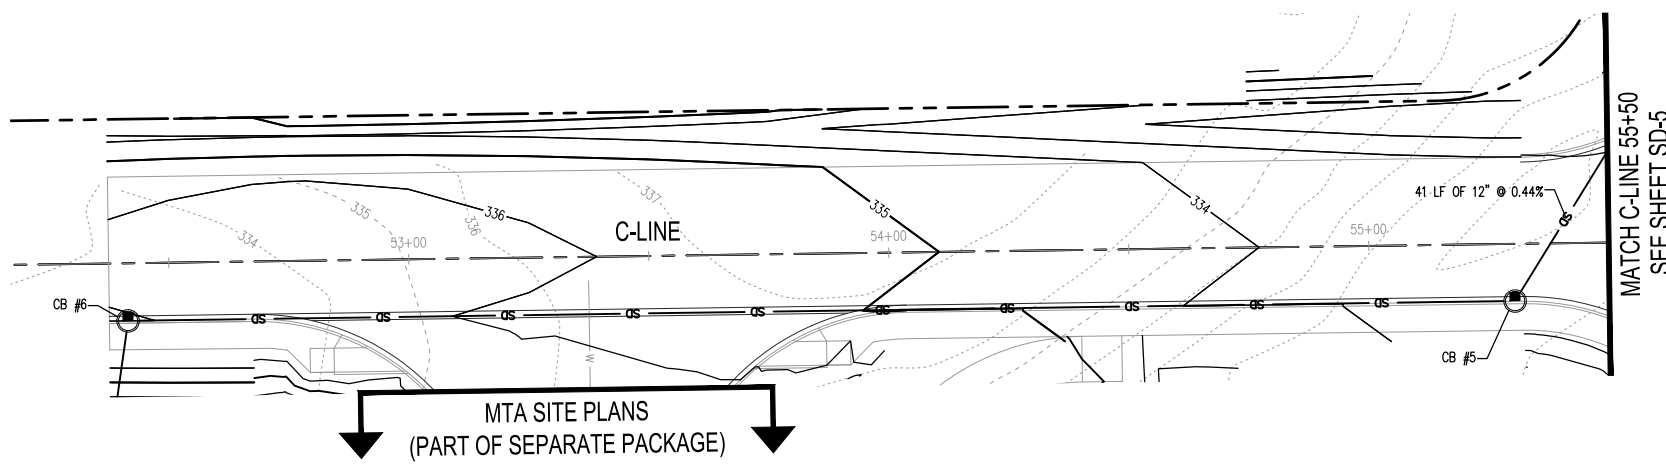 337
336
335
336
334
335
334
53+00
C-LINE
54+00
55+00
41 LF OF 12" @ 0.44%
SD
CB #6
SD
SD
SD
SD
SD
SD
SD
SD
SD
SD
W
CB #5
MTA SITE PLANS
(PART OF SEPARATE PACKAGE)
MATCH C-LINE 55+50
SEE SHEET SD-5